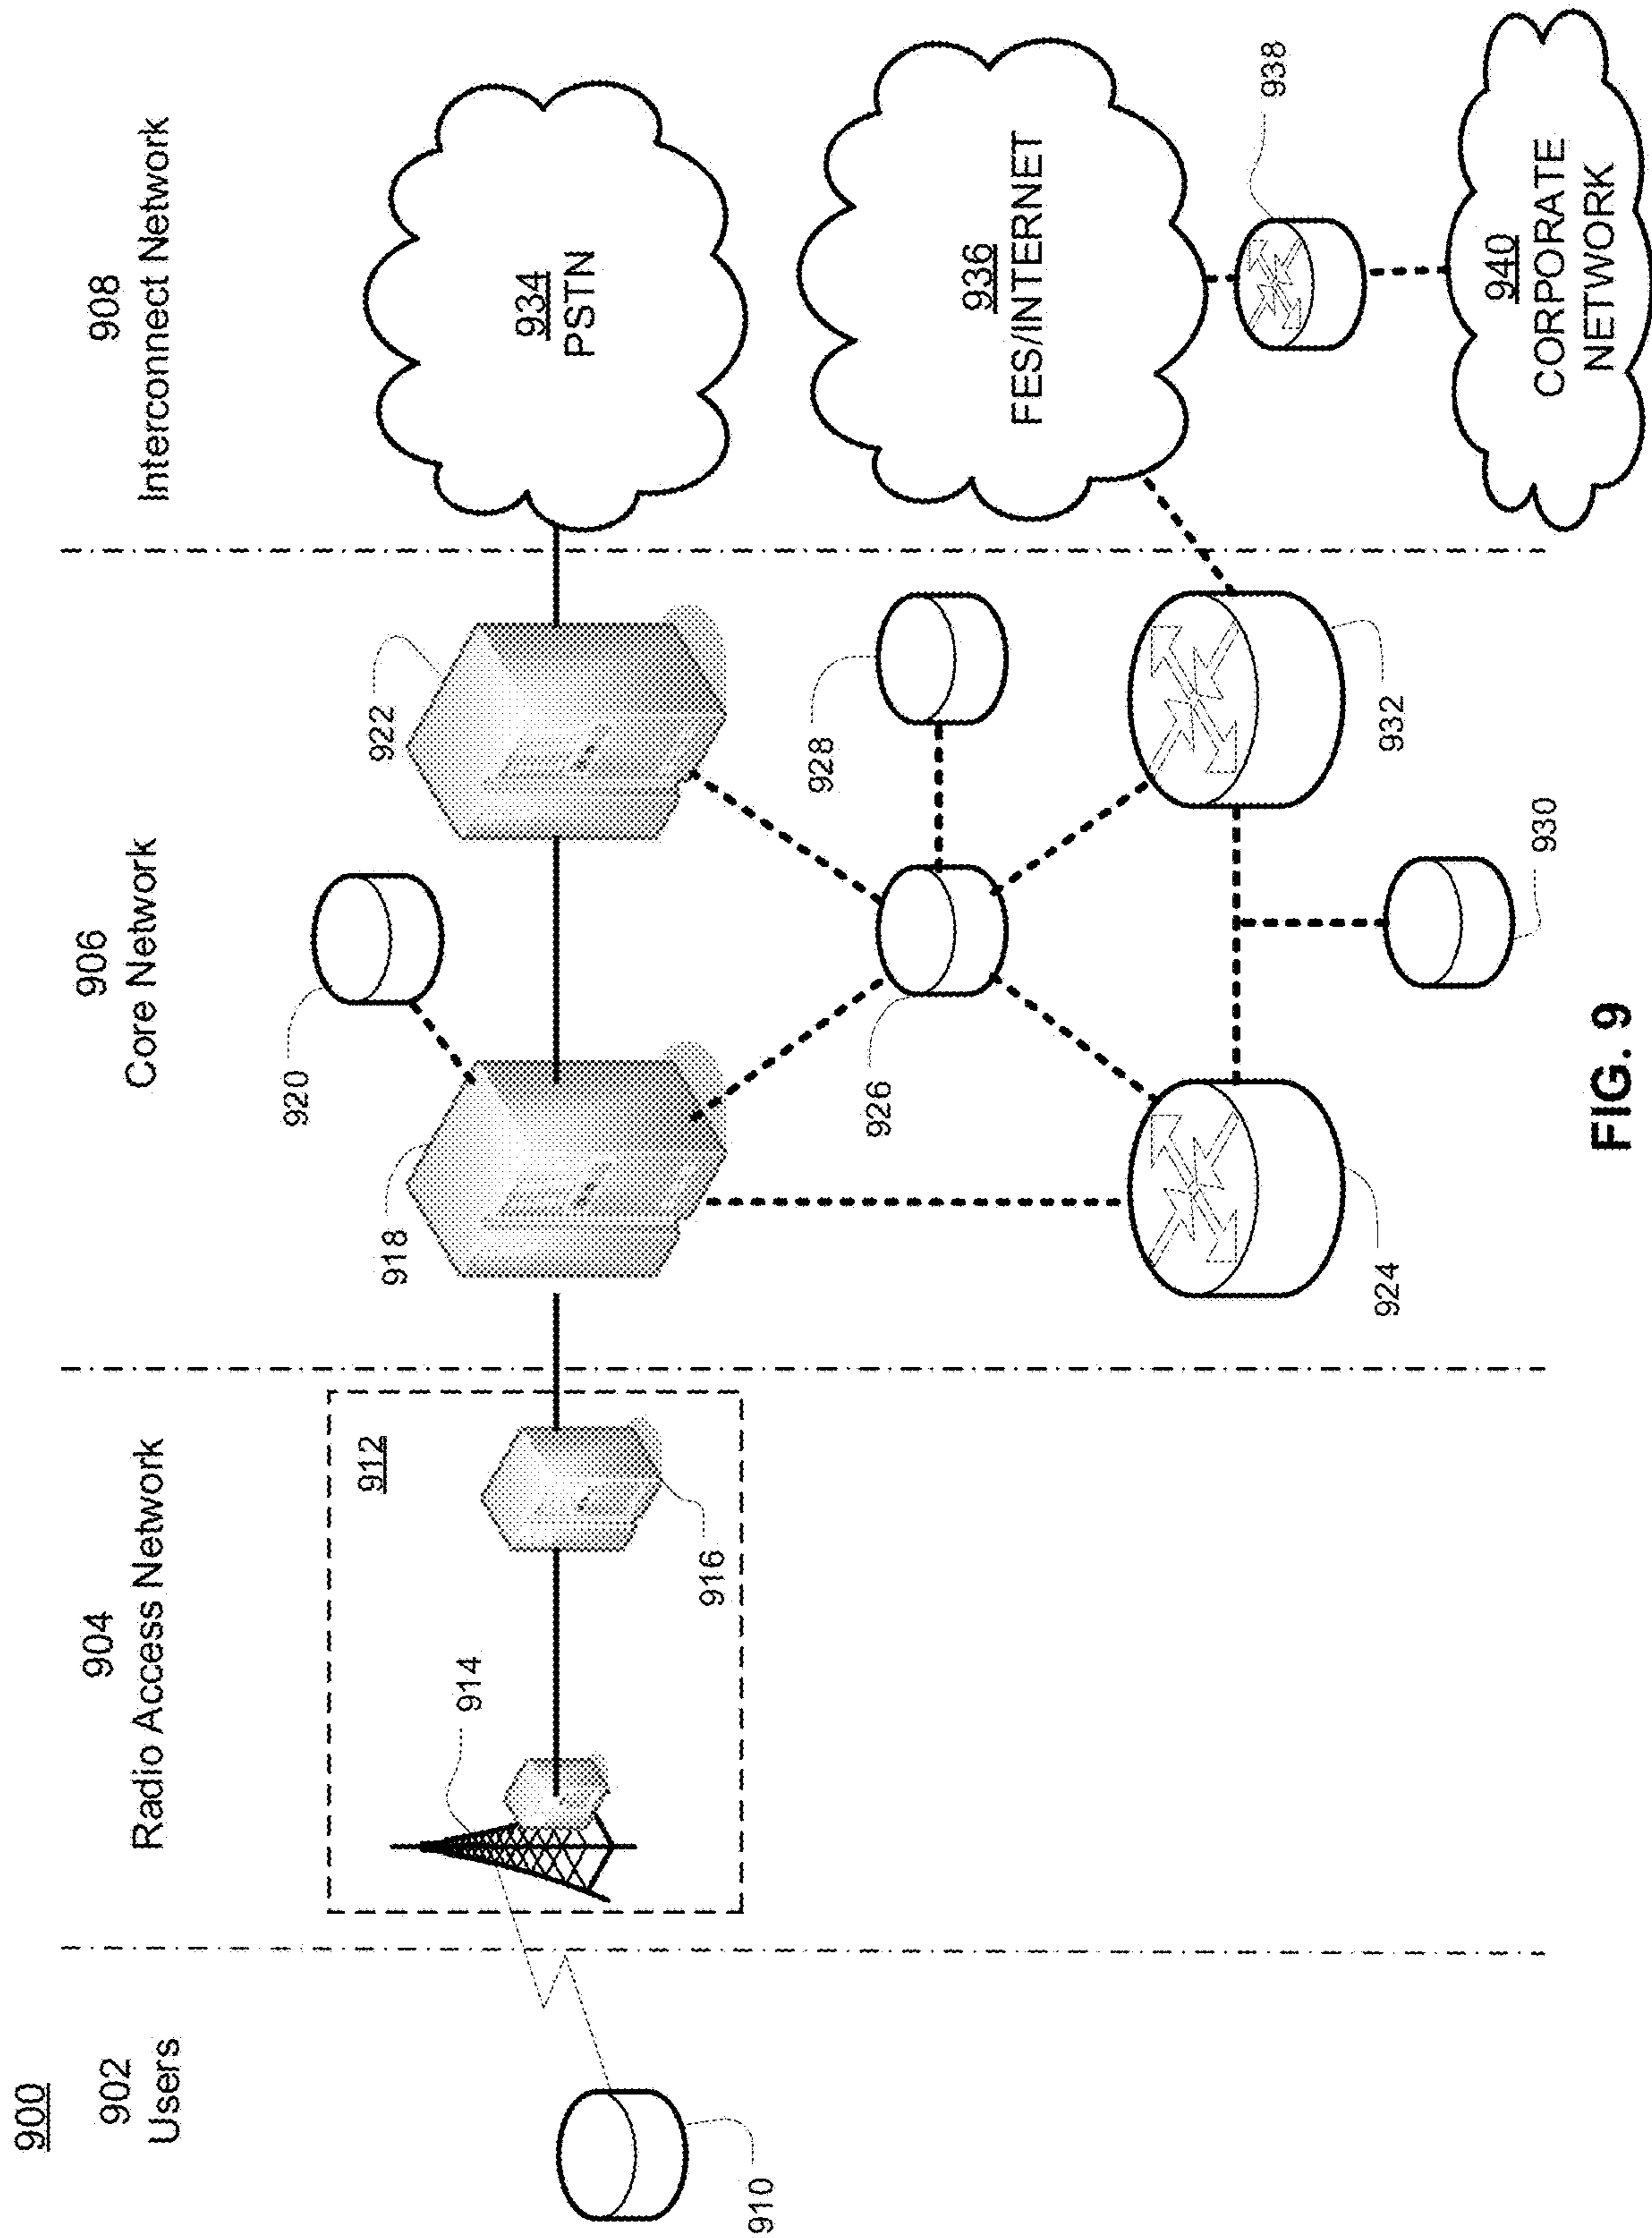 900
902
Users
904
Radio Access Network
906
Core Network
908
Interconnect Network
910
912
914
916
918
920
922
924
926
928
930
932
934
PSTN
936
FES/INTERNET
938
940
CORPORATE
NETWORK
FIG. 9